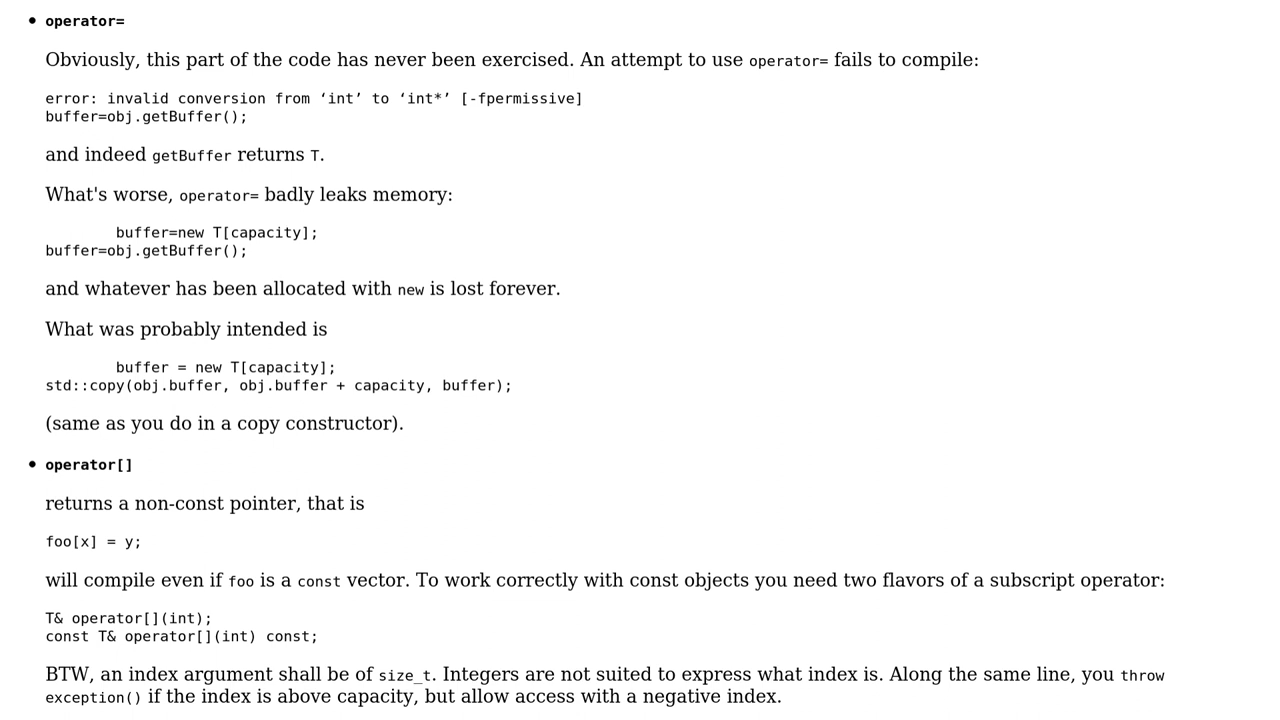 • operator=
Obviously, this part of the code has never been exercised. An attempt to use operator= fails to compile:
error: invalid conversion from ‘int’ to ‘int*’ [-fpermissive]
buffer=obj.getBuffer();
and indeed getBuffer returns T.
What's worse, operator= badly leaks memory:
        buffer=new T[capacity];
buffer=obj.getBuffer();
and whatever has been allocated with new is lost forever.
What was probably intended is
        buffer = new T[capacity];
std::copy(obj.buffer, obj.buffer + capacity, buffer);
(same as you do in a copy constructor).
• operator[]
returns a non-const pointer, that is
foo[x] = y;
will compile even if foo is a const vector. To work correctly with const objects you need two flavors of a subscript operator:
T& operator[](int);
const T& operator[](int) const;
BTW, an index argument shall be of size_t. Integers are not suited to express what index is. Along the same line, you throw
exception() if the index is above capacity, but allow access with a negative index.